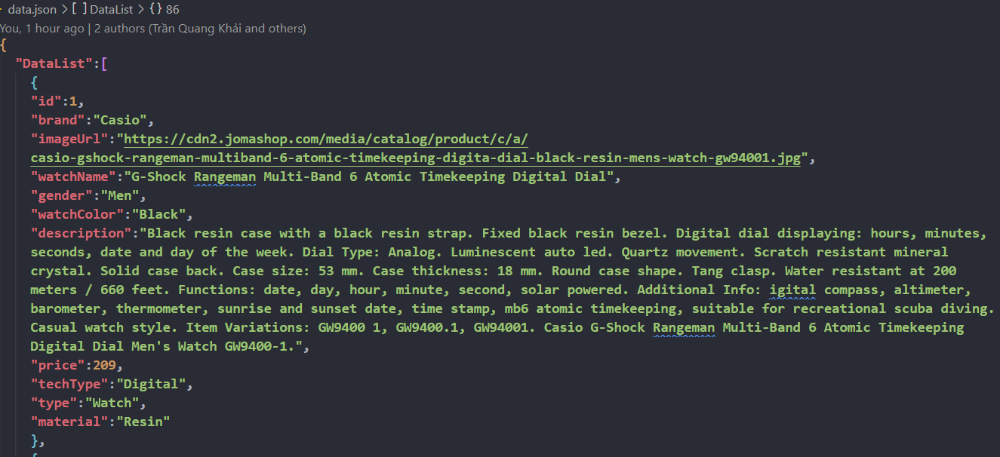 data.json > [ ] DataList > {} 86
You, 1 hour ago | 2 authors (Trần Quang Khải and others)
{
"DataList":[
{
"id":1,
"brand":"Casio",
"imageUrl":"https://cdn2.jomashop.com/media/catalog/product/c/a/
casio-gshock-rangeman-multiband-6-atomic-timekeeping-digita-dial-black-resin-mens-watch-gw94001.jpg",
"watchName":"G-Shock Rangeman Multi-Band 6 Atomic Timekeeping Digital Dial",
"gender":"Men",
"watchColor":"Black",
"description":"Black resin case with a black resin strap. Fixed black resin bezel. Digital dial displaying: hours, minutes,
seconds, date and day of the week. Dial Type: Analog. Luminescent auto led. Quartz movement. Scratch resistant mineral
crystal. Solid case back. Case size: 53 mm. Case thickness: 18 mm. Round case shape. Tang clasp. Water resistant at 200
meters / 660 feet. Functions: date, day, hour, minute, second, solar powered. Additional Info: igital compass, altimeter,
barometer, thermometer, sunrise and sunset date, time stamp, mb6 atomic timekeeping, suitable for recreational scuba diving.
Casual watch style. Item Variations: GW9400 1, GW9400.1, GW94001. Casio G-Shock Rangeman Multi-Band 6 Atomic Timekeeping
Digital Dial Men's Watch GW9400-1.",
"price":209,
"techType":"Digital",
"type":"Watch",
"material":"Resin"
},